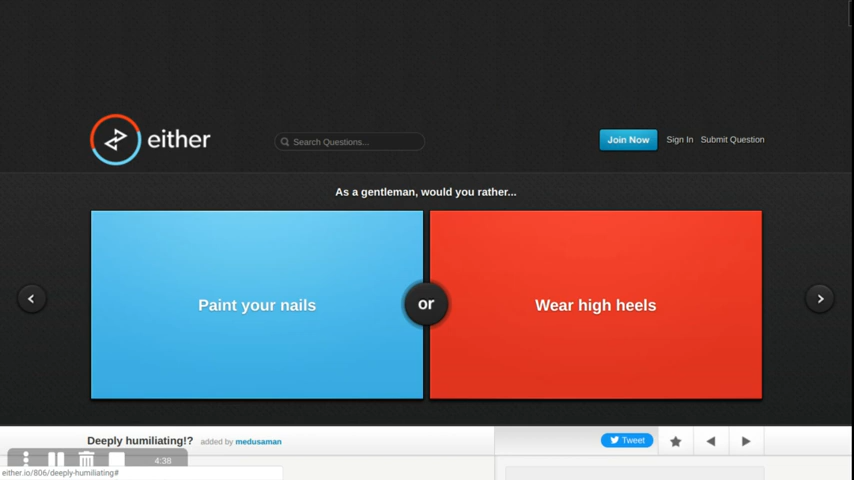 either
Search Questions...
Join Now
Sign In
Submit Question
As a gentleman, would you rather...
Paint your nails
or
Wear high heels
Deeply humiliating!? added by medusaman
Tweet
4:38
either.io/806/deeply-humiliating#